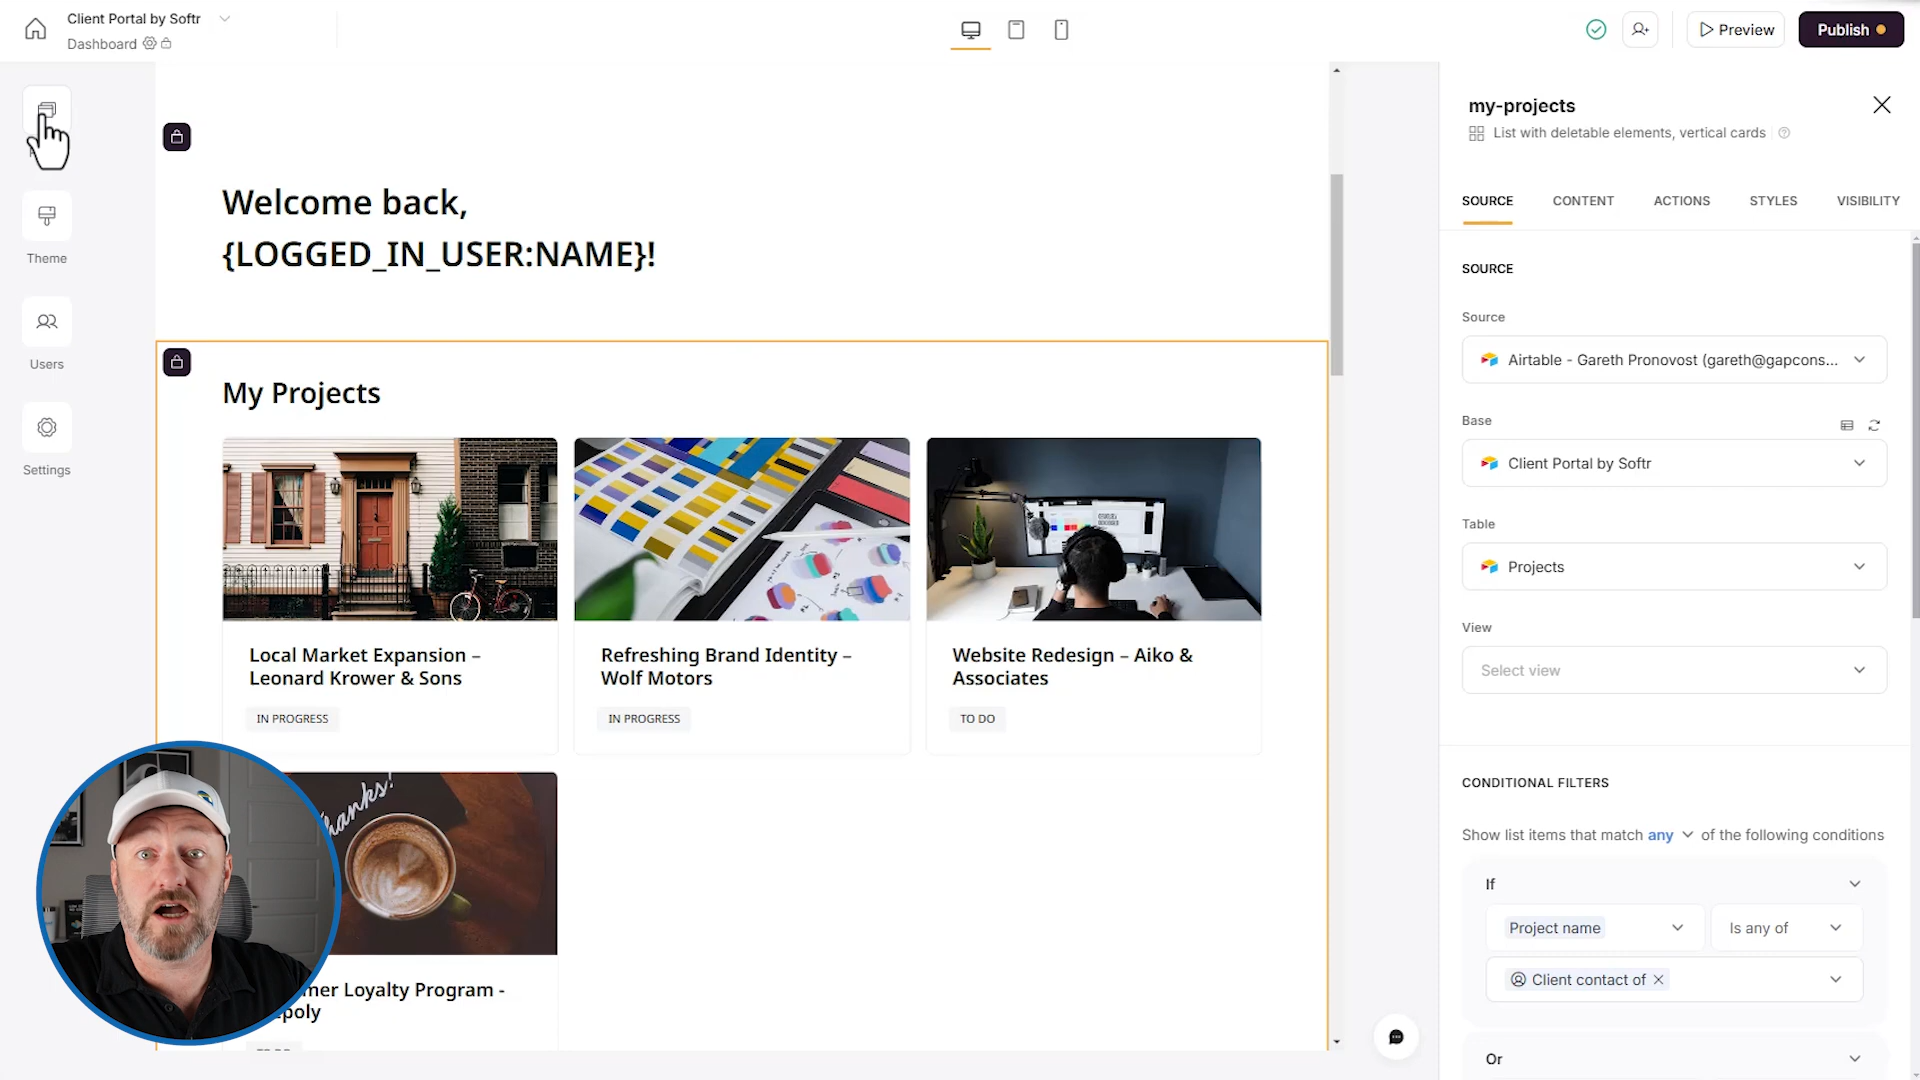 Client Portal by Softr
Dashboard
Preview
Publish
Theme
Users
Settings
Welcome back,
{LOGGED_IN_USER:NAME}!
My Projects
Local Market Expansion –
Leonard Krower & Sons
IN PROGRESS
Refreshing Brand Identity –
Wolf Motors
IN PROGRESS
Website Redesign – Aiko &
Associates
TO DO
Thanks!
Loyalty Program -
my-projects
List with deletable elements, vertical cards
SOURCE
CONTENT
ACTIONS
STYLES
VISIBILITY
SOURCE
Source
Airtable - Gareth Pronovost (gareth@gapcons...
Base
Client Portal by Softr
Table
Projects
View
Select view
CONDITIONAL FILTERS
Show list items that match any of the following conditions
If
Project name
Is any of
Client contact of
Or